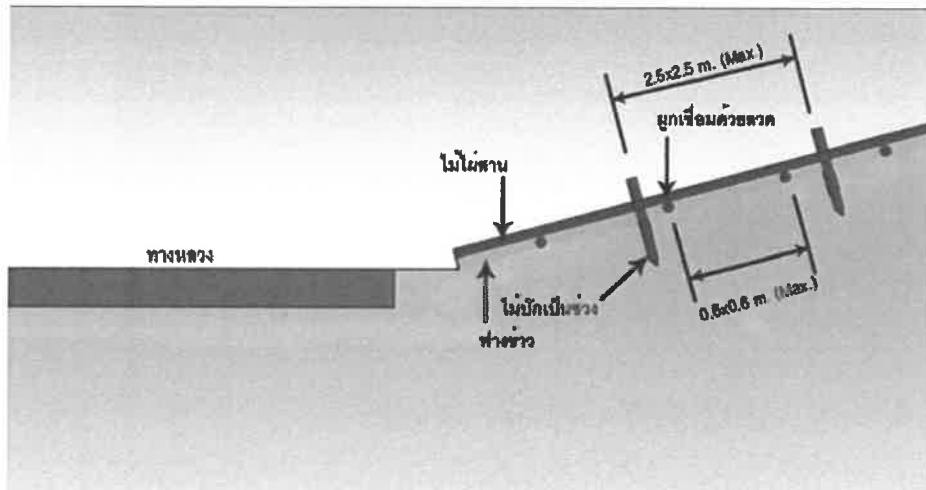 2.5x2.5 m. (Max.)
ผูกเชื่อมด้วยลวด
ไม้ไผ่สาน
ทางหลวง
ไม้ปักเป็นช่วง
0.6x0.6 m. (Max.)
ฟางข้าว